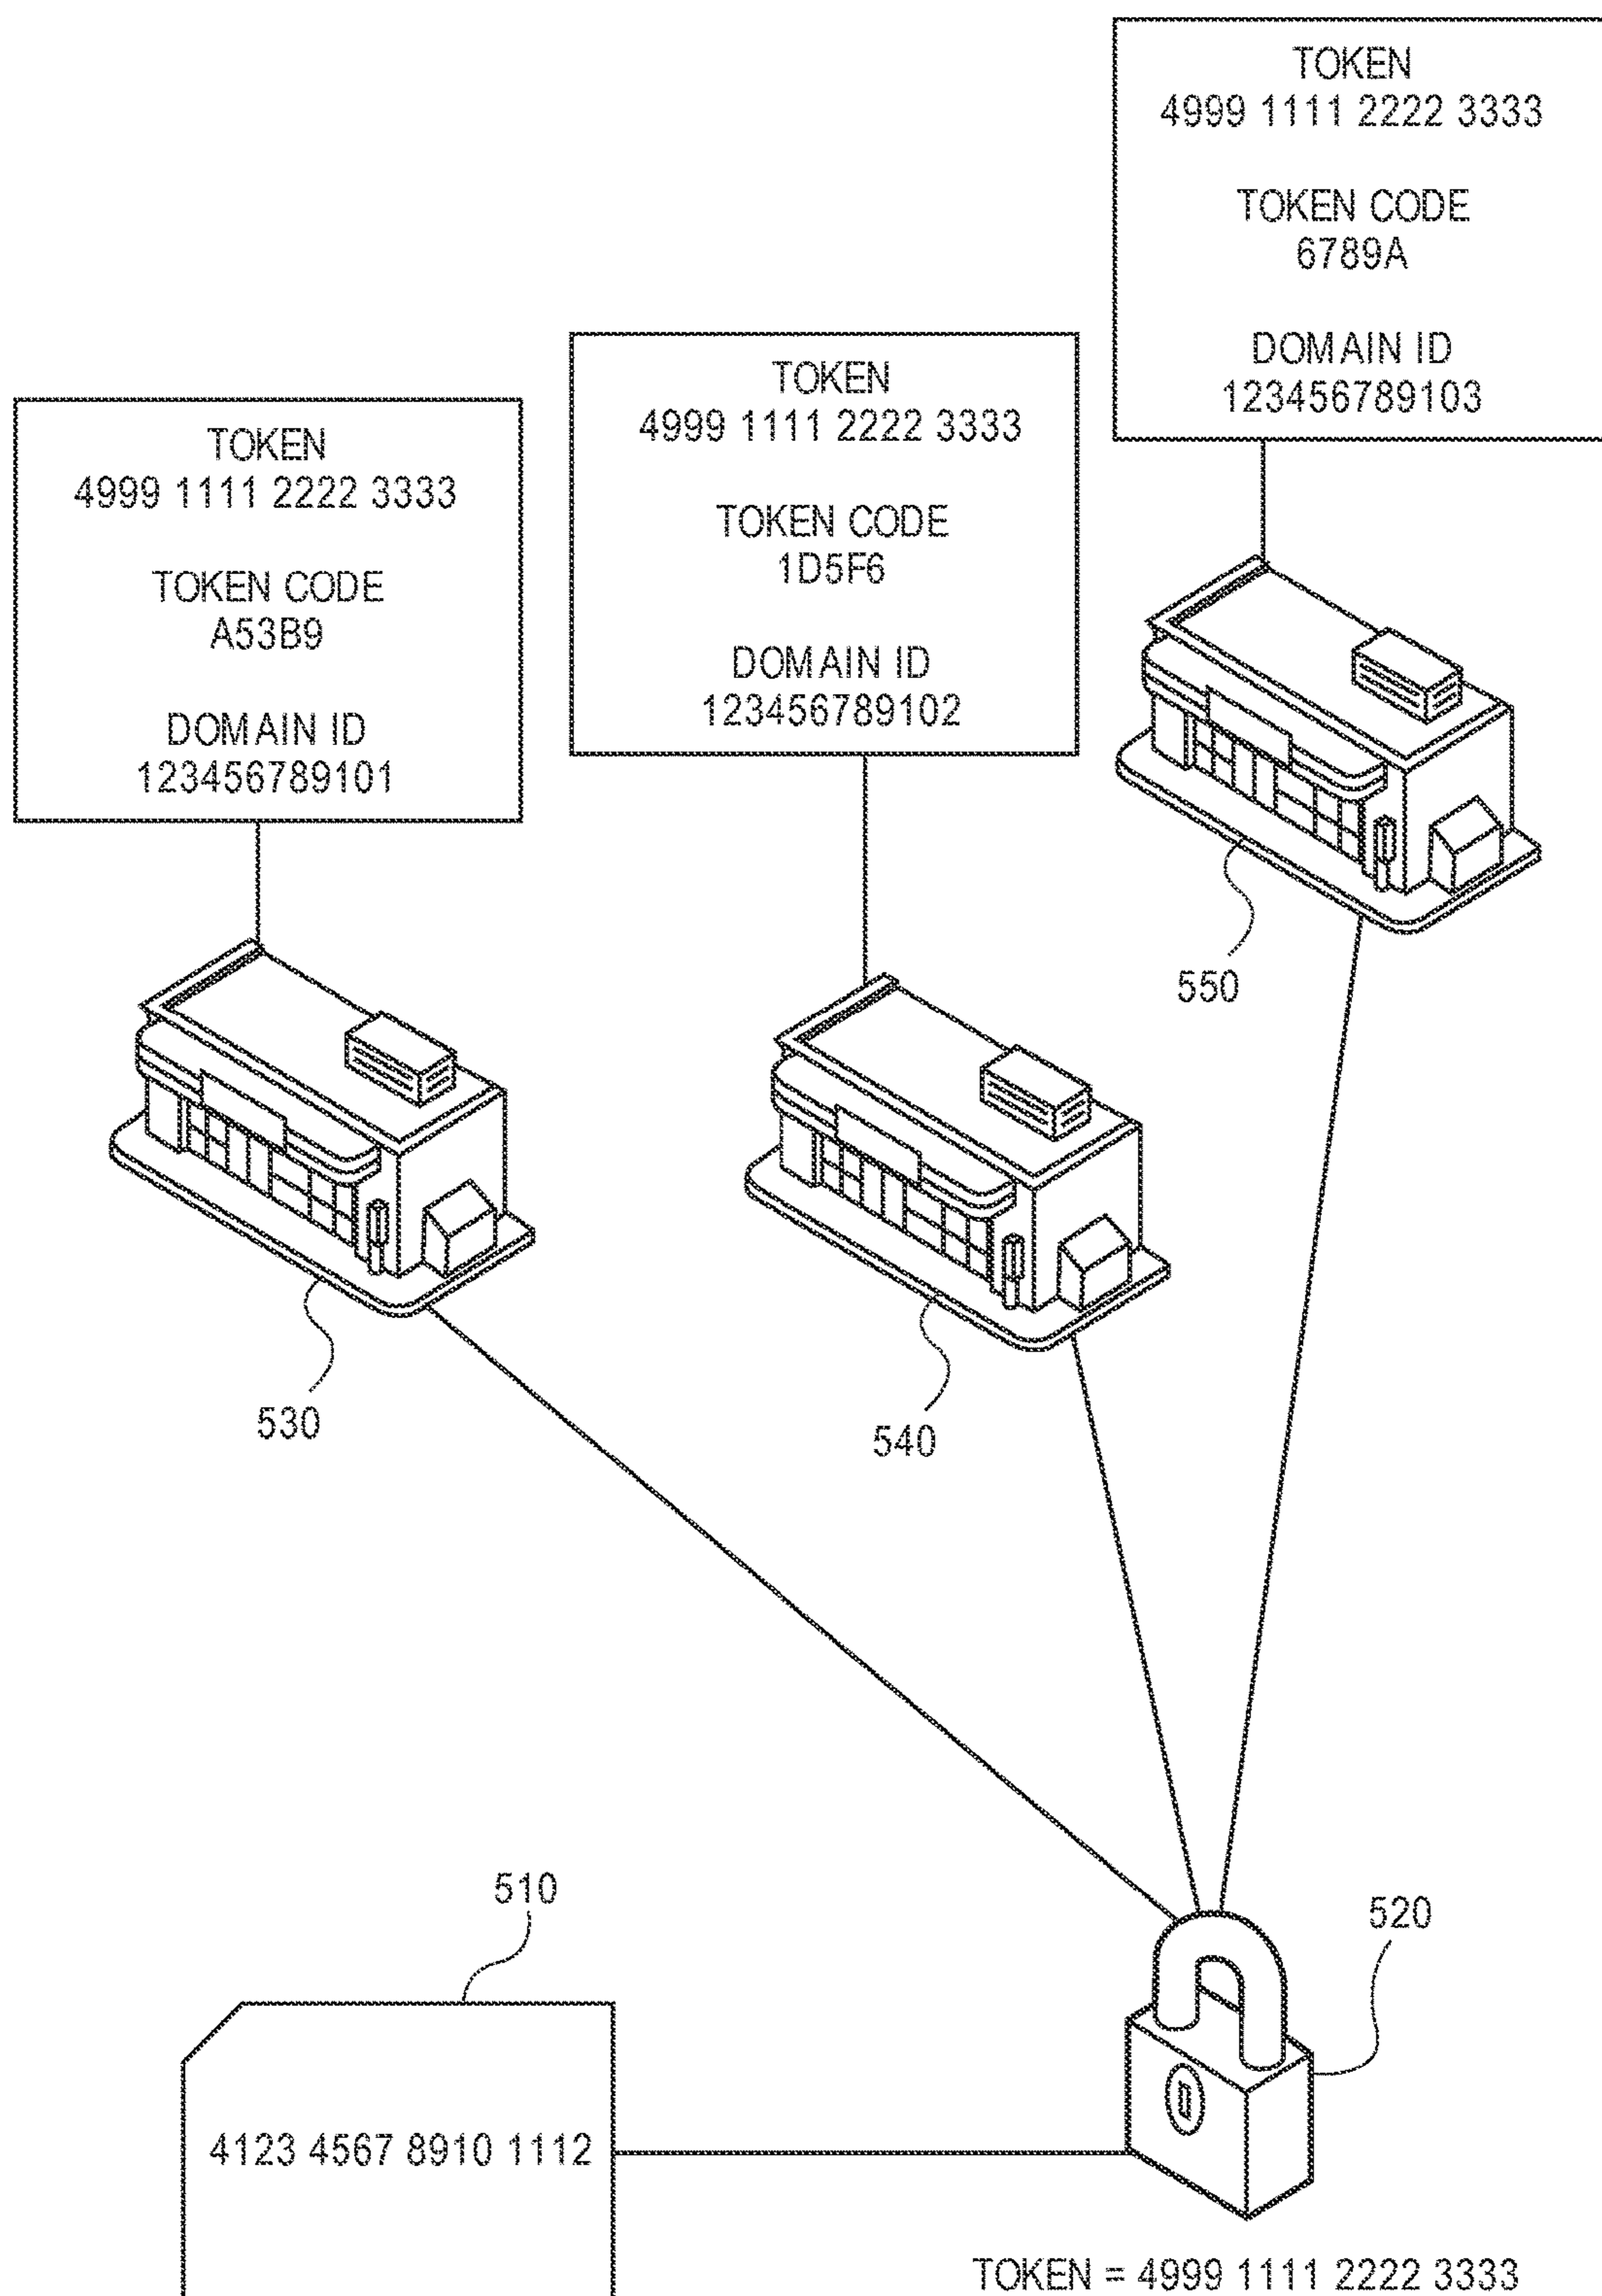 TOKEN
4999 1111 2222 3333
TOKEN CODE
6789A
DOMAIN ID
123456789103
TOKEN
4999 1111 2222 3333
TOKEN CODE
1D5F6
DOMAIN ID
123456789102
TOKEN
4999 1111 2222 3333
TOKEN CODE
A53B9
DOMAIN ID
123456789101
550
530
540
510
520
4123 4567 8910 1112
TOKEN = 4999 1111 2222 3333